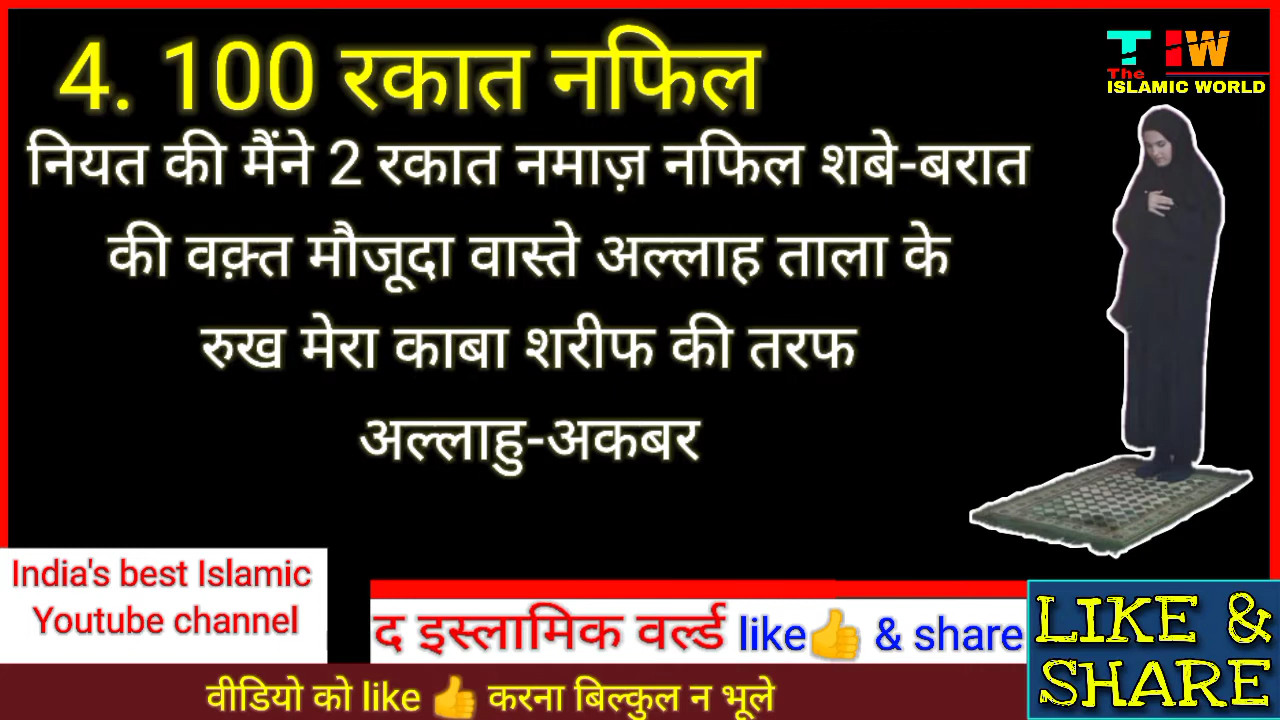 4. 100 रकात नफिल
नियत की मैंने 2 रकात नमाज़ नफिल शबे-बरात
की वक़्त मौजूदा वास्ते अल्लाह ताला के
रुख मेरा काबा शरीफ की तरफ
अल्लाहु-अकबर
TIW
The
ISLAMIC WORLD
India's best Islamic
Youtube channel
द इस्लामिक वर्ल्ड like👍 & share
LIKE &
SHARE
वीडियो को like 👍 करना बिल्कुल न भूले